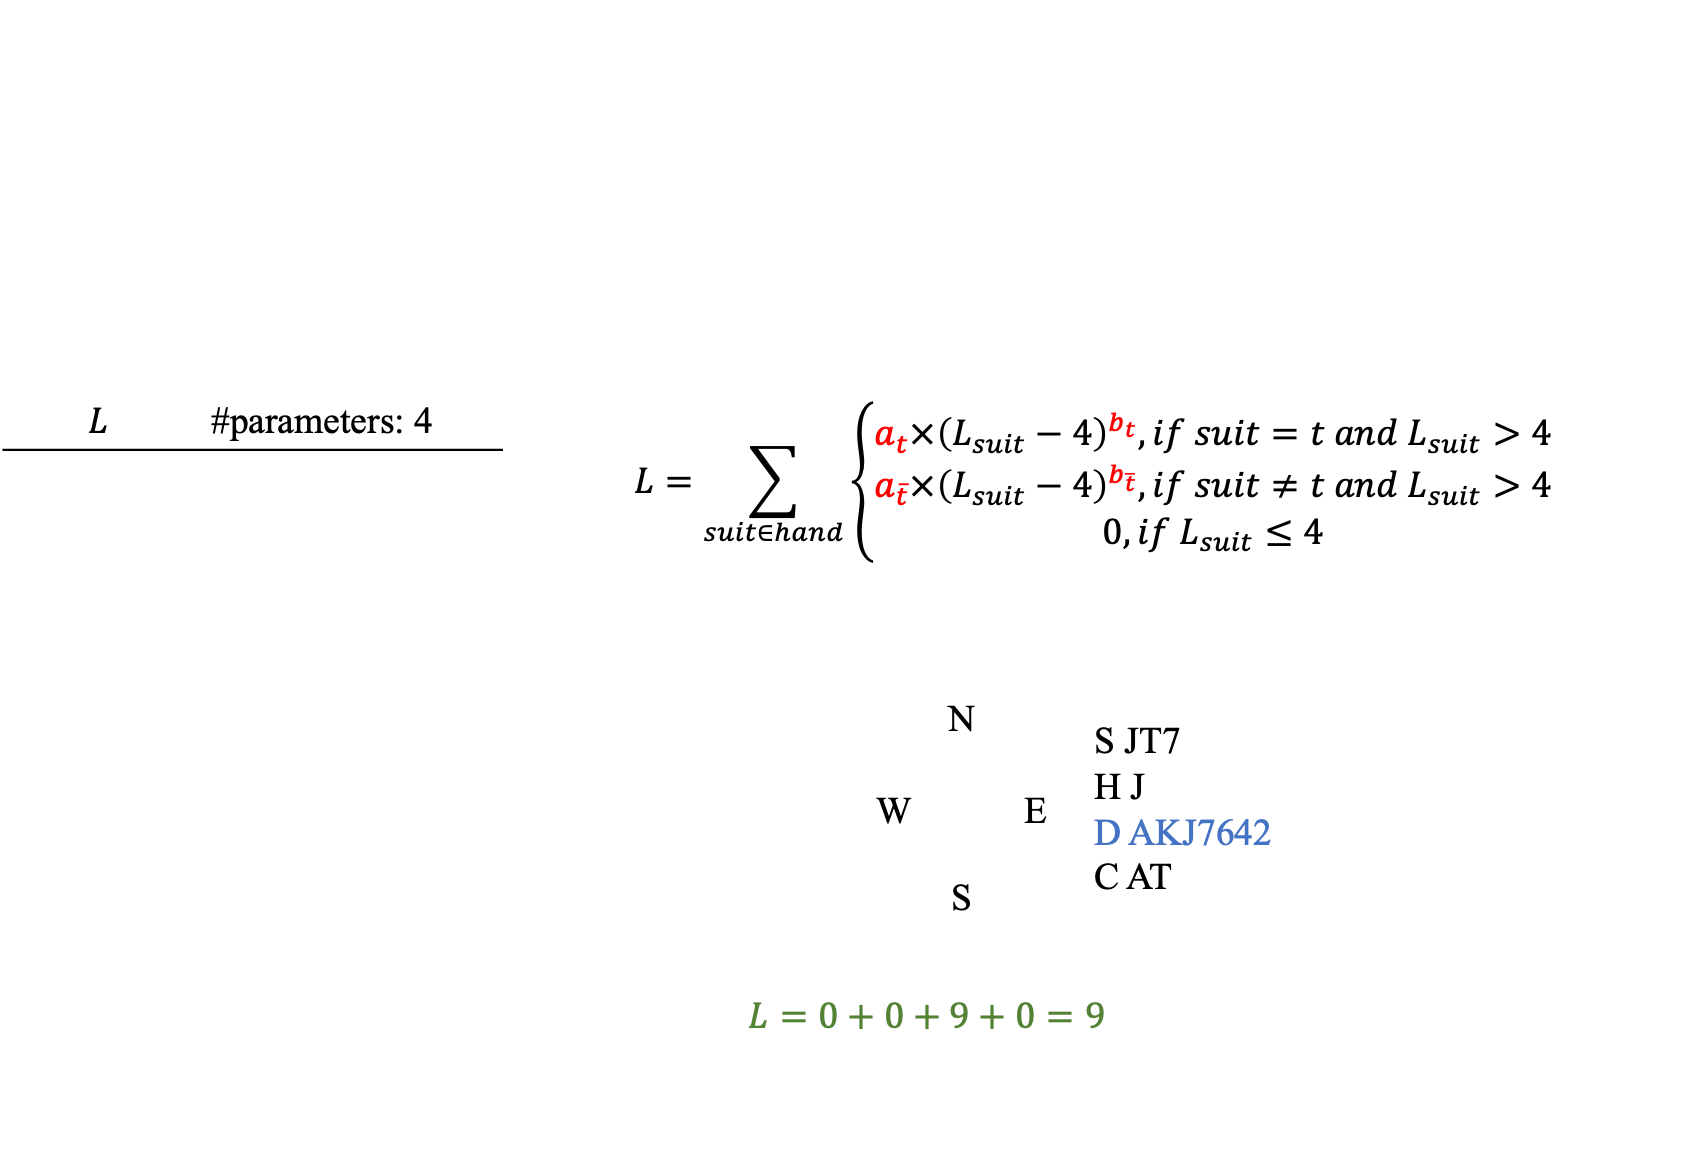 L #parameters: 4
L = ∑ suit∈hand { a_t×(L_suit − 4)^{b_t}, if suit = t and L_suit > 4
a_t̄×(L_suit − 4)^{b_t̄}, if suit ≠ t and L_suit > 4
0, if L_suit ≤ 4
N
S JT7
H J
W E
D AKJ7642
C AT
S
L = 0 + 0 + 9 + 0 = 9